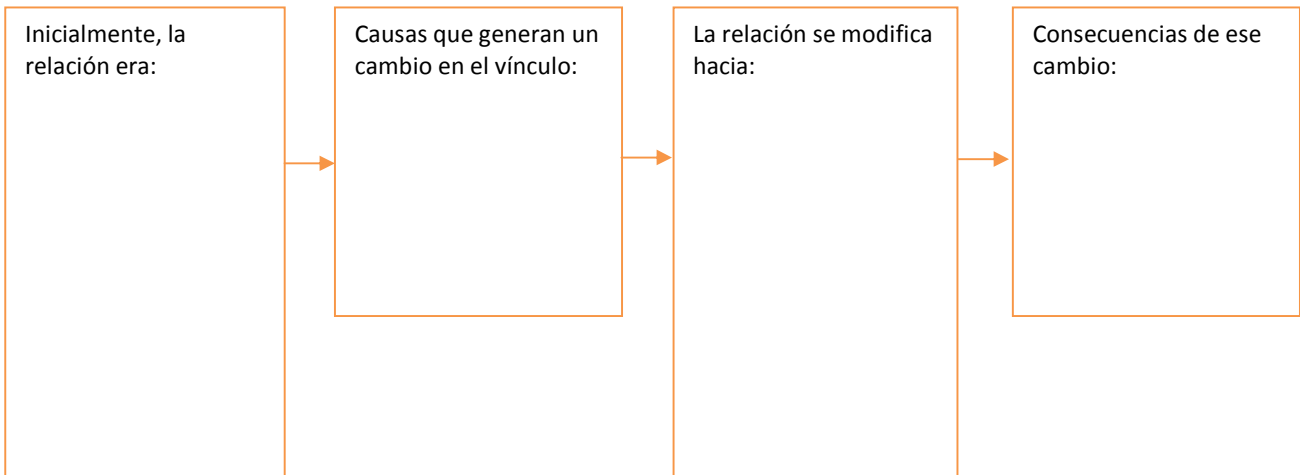 Inicialmente, la
relación era:
Causas que generan un
cambio en el vínculo:
La relación se modifica
hacia:
Consecuencias de ese
cambio: